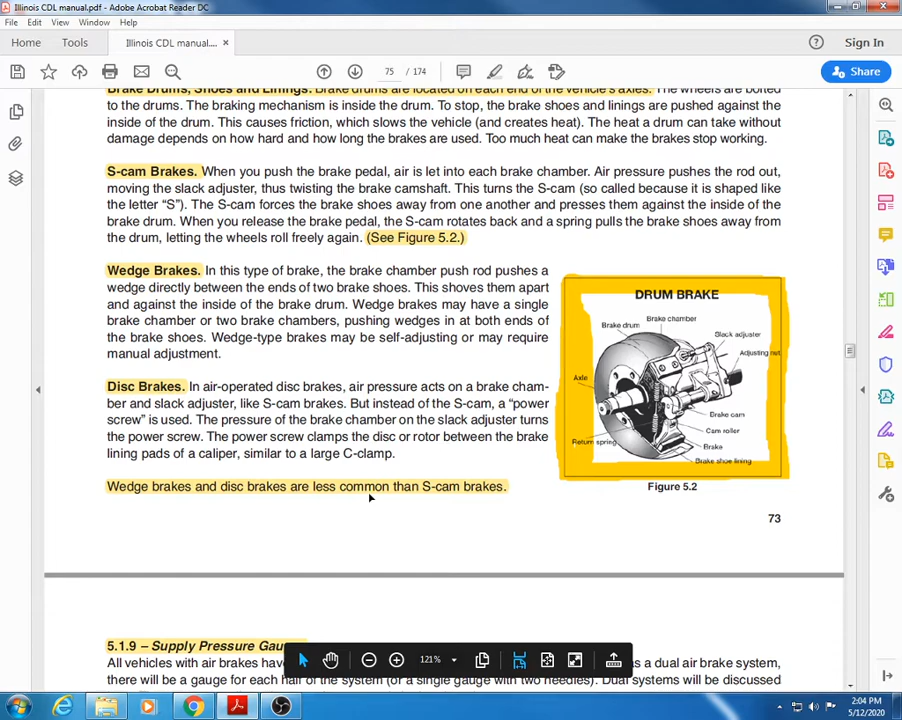 Illinois CDL manual.pdf - Adobe Acrobat Reader DC
File Edit View Window Help
Home Tools Illinois CDL manual.... × Sign In
75 / 174 Share
Brake Drums, Shoes and Linings. Brake drums are located on each end of the vehicle's axles. The wheels are bolted
to the drums. The braking mechanism is inside the drum. To stop, the brake shoes and linings are pushed against the
inside of the drum. This causes friction, which slows the vehicle (and creates heat). The heat a drum can take without
damage depends on how hard and how long the brakes are used. Too much heat can make the brakes stop working.
S-cam Brakes. When you push the brake pedal, air is let into each brake chamber. Air pressure pushes the rod out,
moving the slack adjuster, thus twisting the brake camshaft. This turns the S-cam (so called because it is shaped like
the letter “S”). The S-cam forces the brake shoes away from one another and presses them against the inside of the
brake drum. When you release the brake pedal, the S-cam rotates back and a spring pulls the brake shoes away from
the drum, letting the wheels roll freely again. (See Figure 5.2.)
Wedge Brakes. In this type of brake, the brake chamber push rod pushes a
wedge directly between the ends of two brake shoes. This shoves them apart
and against the inside of the brake drum. Wedge brakes may have a single
brake chamber or two brake chambers, pushing wedges in at both ends of
the brake shoes. Wedge-type brakes may be self-adjusting or may require
manual adjustment.
Disc Brakes. In air-operated disc brakes, air pressure acts on a brake cham-
ber and slack adjuster, like S-cam brakes. But instead of the S-cam, a “power
screw” is used. The pressure of the brake chamber on the slack adjuster turns
the power screw. The power screw clamps the disc or rotor between the brake
lining pads of a caliper, similar to a large C-clamp.
Wedge brakes and disc brakes are less common than S-cam brakes.
DRUM BRAKE
Brake chamber
Brake drum
Slack adjuster
Adjusting nut
Axle
Brake cam
Cam roller
Return spring
Brake
Brake shoe lining
Figure 5.2
73
5.1.9 – Supply Pressure Gau
121%
All vehicles with air brakes hav as a dual air brake system,
there will be a gauge for each half of the system (or a single gauge with two needles). Dual systems will be discussed
2:04 PM
5/12/2020